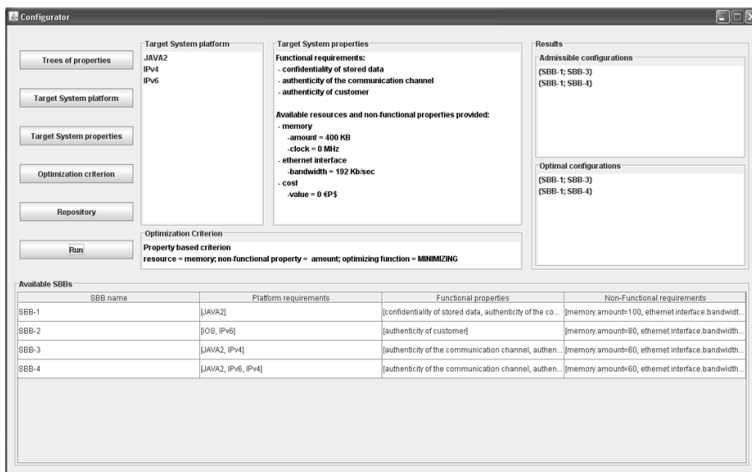 Configurator
Trees of properties
Target System platform
Target System properties
Optimization criterion
Repository
Run
Target System platform
JAVA2
IPv4
IPv6
Target System properties
Functional requirements:
- confidentiality of stored data
- authenticity of the communication channel
- authenticity of customer
Available resources and non-functional properties provided:
- memory
-amount = 400 KB
-clock = 0 MHz
- ethernet interface
-bandwidth = 192 Kb/sec
- cost
-value = 0 €P$
Optimization Criterion
Property based criterion
resource = memory; non-functional property = amount; optimizing function = MINIMIZING
Results
Admissible configurations
{SBB-1; SBB-3}
{SBB-1; SBB-4}
Optimal configurations
{SBB-1; SBB-3}
{SBB-1; SBB-4}
Available SBBs
SBB name Platform requirements Functional properties Non-Functional requirements
SBB-1 [JAVA2] [confidentiality of stored data, authenticity of the co... [memory.amount=100, ethernet interface.bandwidt...
SBB-2 [IOS, IPv6] [authenticity of customer] [memory.amount=80, ethernet interface.bandwidth...
SBB-3 [JAVA2, IPv4] [authenticity of the communication channel, authen... [memory.amount=60, ethernet interface.bandwidth...
SBB-4 [JAVA2, IPv6, IPv4] [authenticity of the communication channel, authen... [memory.amount=60, ethernet interface.bandwidth...